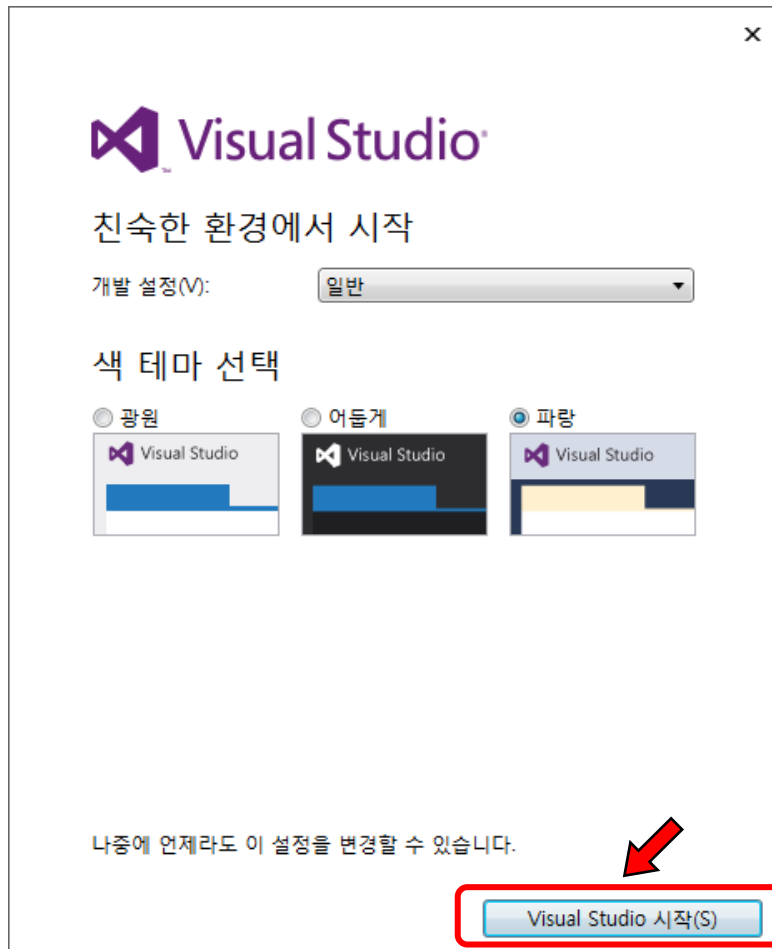 Visual Studio
친숙한 환경에서 시작
개발 설정(V): 일반
색 테마 선택
광원 어둡게 파랑
Visual Studio Visual Studio Visual Studio
나중에 언제라도 이 설정을 변경할 수 있습니다.
Visual Studio 시작(S)